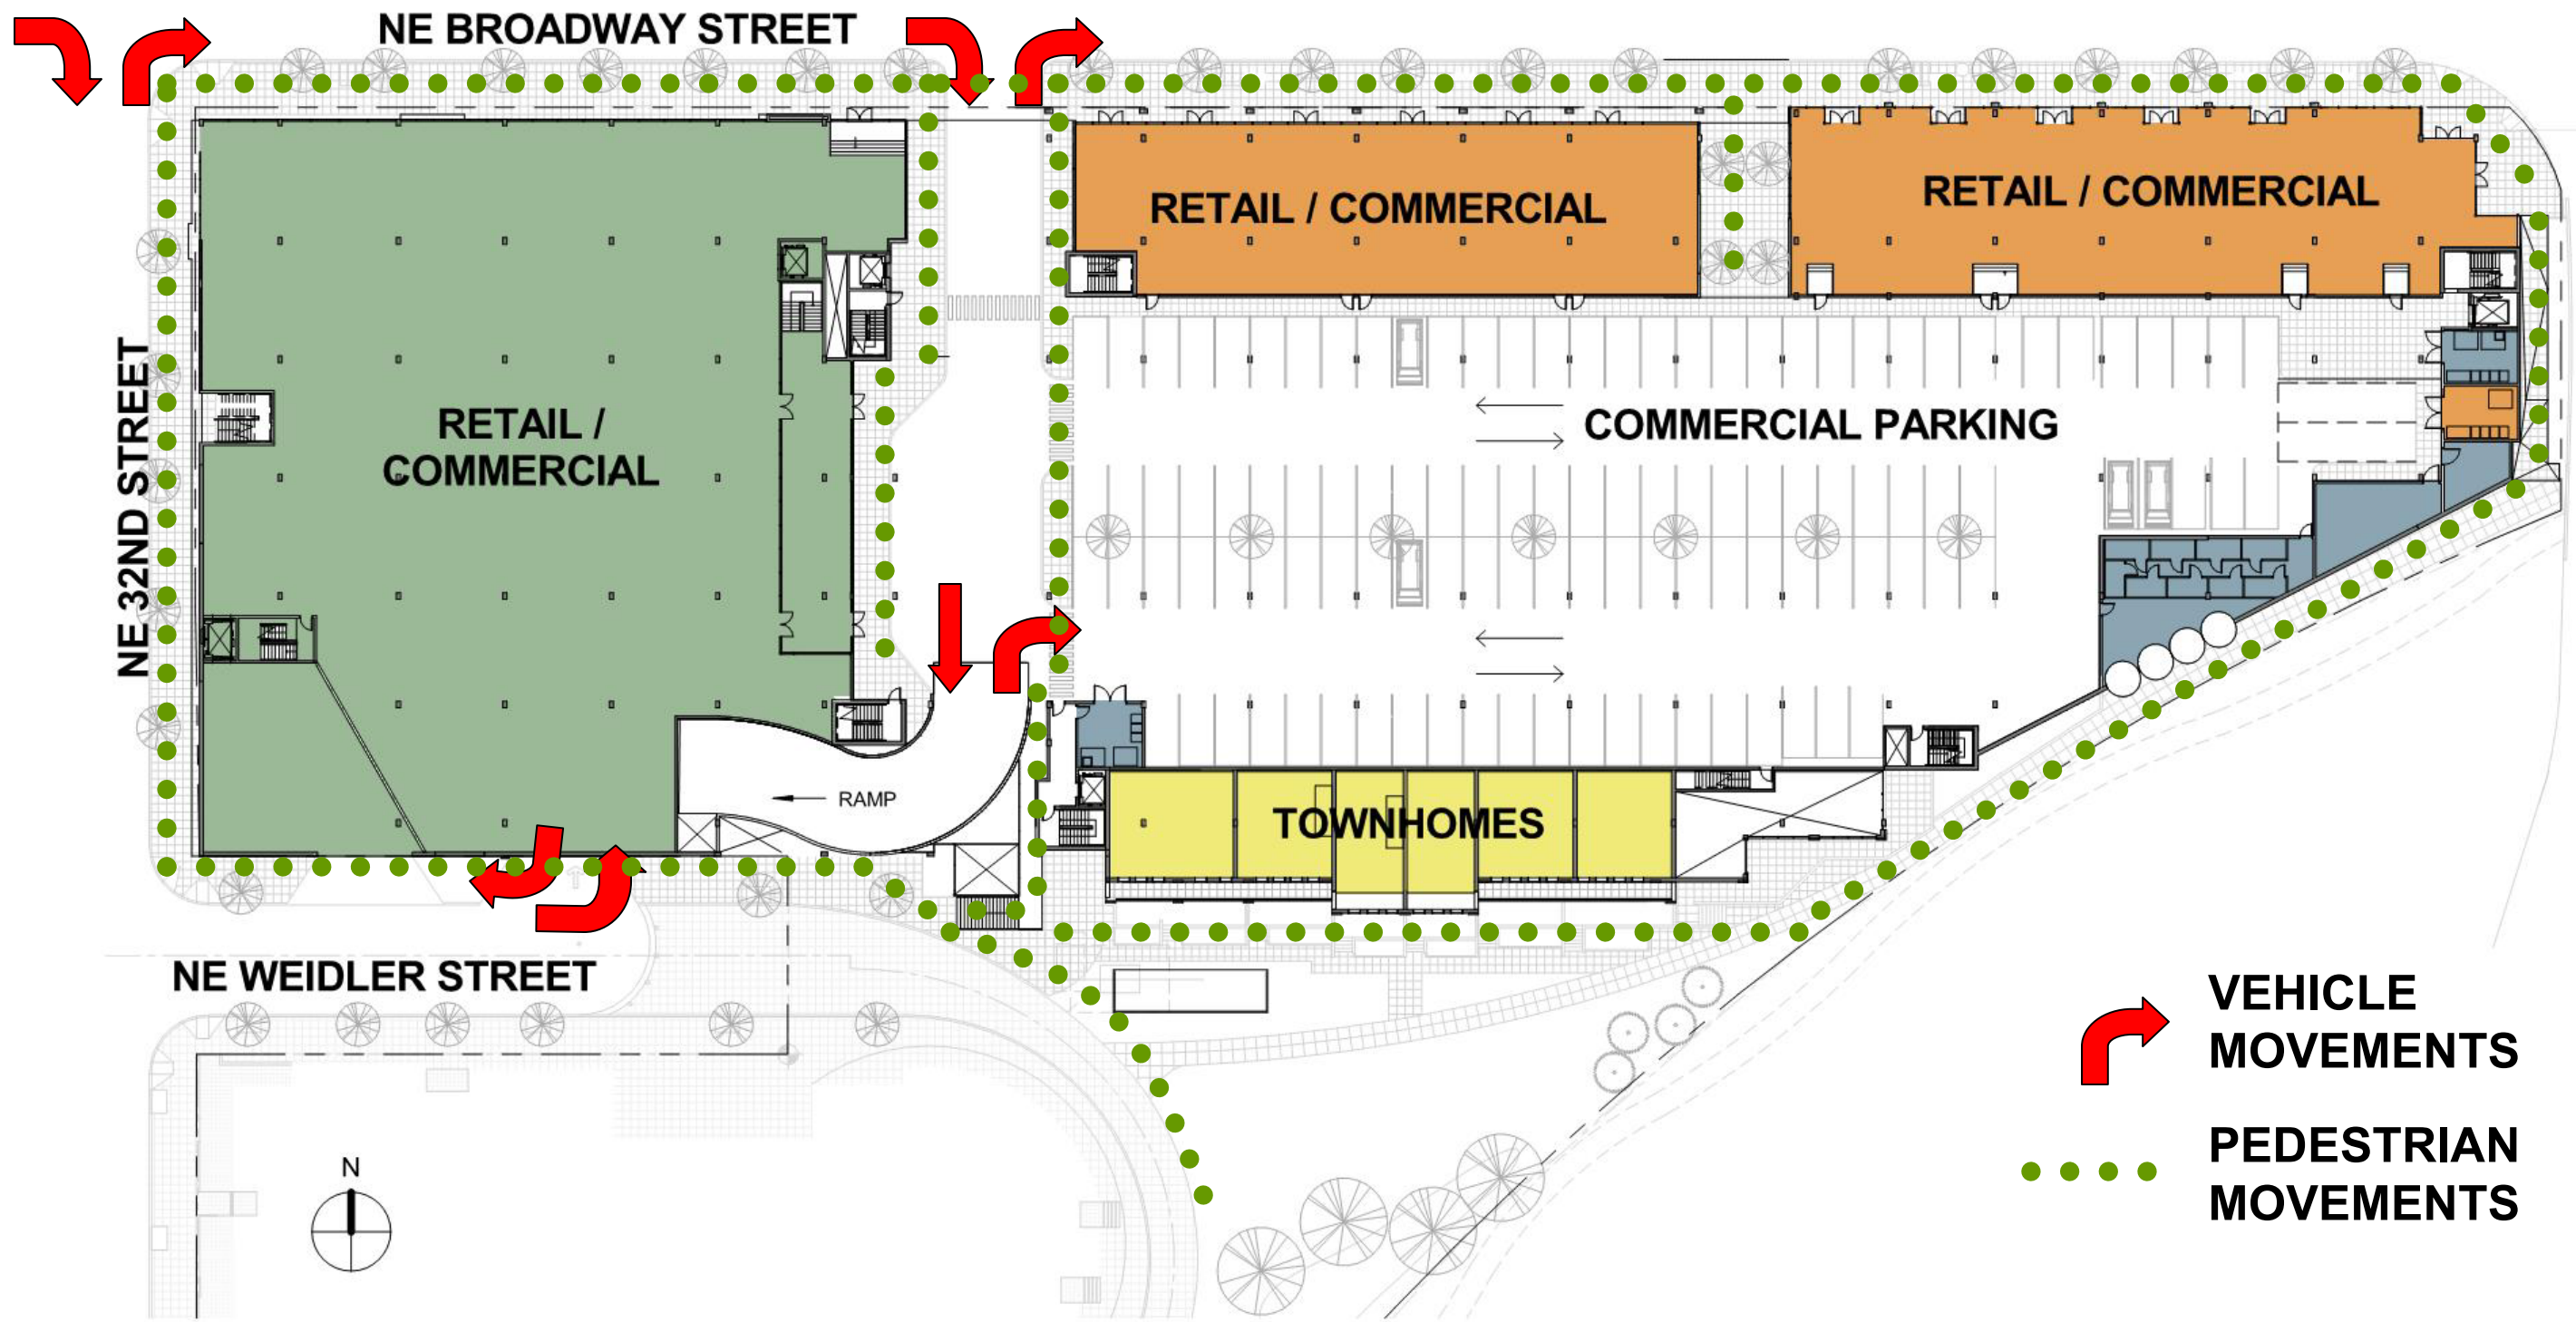 NE BROADWAY STREET
RETAIL / COMMERCIAL
RETAIL / COMMERCIAL
NE 32ND STREET
RETAIL /
COMMERCIAL
COMMERCIAL PARKING
RAMP
TOWNHOMES
NE WEIDLER STREET
VEHICLE
MOVEMENTS
PEDESTRIAN
MOVEMENTS
N